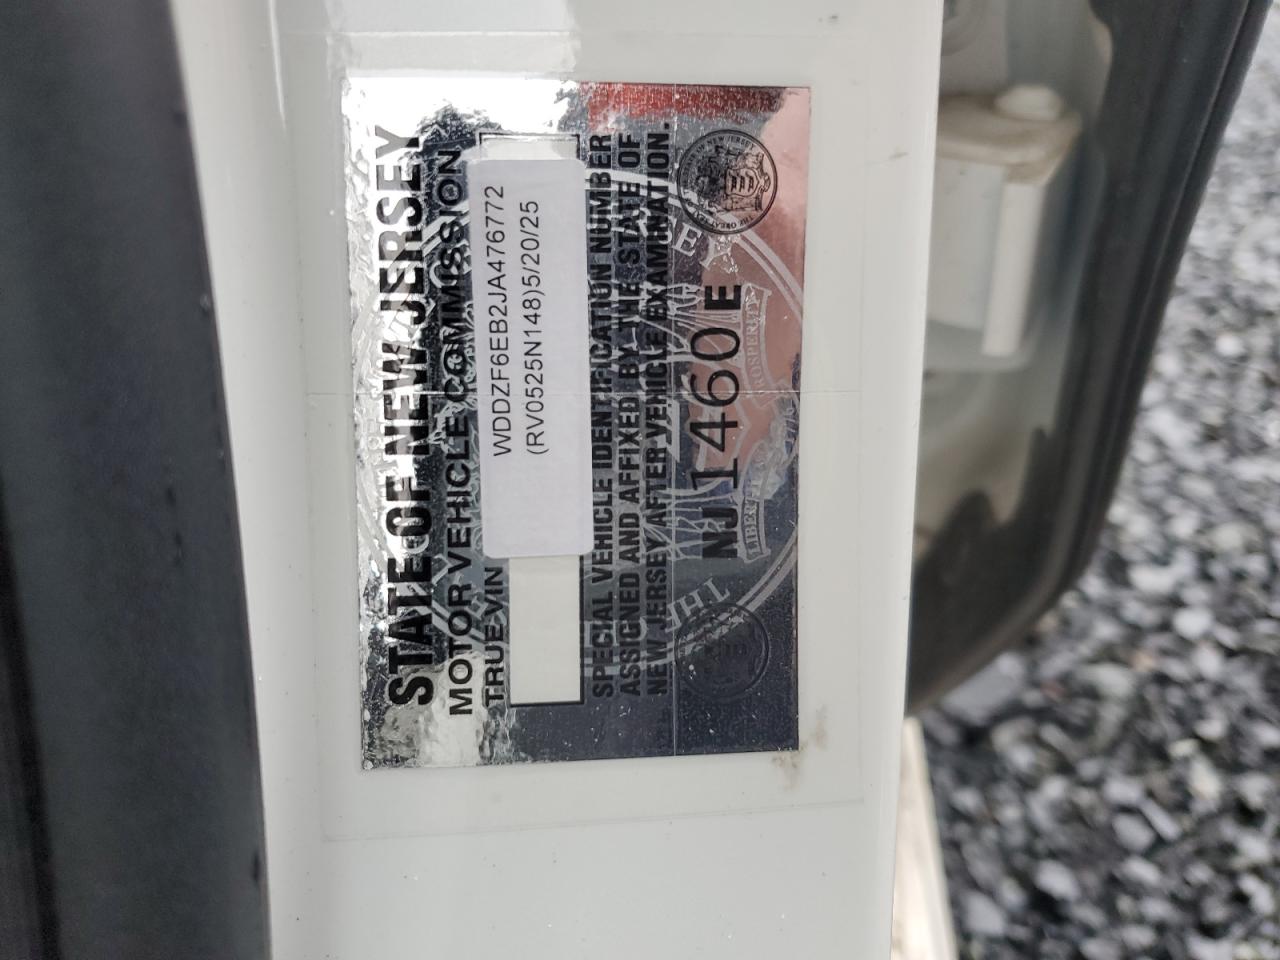 STATE OF NEW JERSEY
MOTOR VEHICLE COMMISSION
TRUE VIN
WDDZF6EB2JA476772
(RV0525N148)5/20/25
SPECIAL VEHICLE IDENTIFICATION NUMBER
ASSIGNED AND AFFIXED BY THE STATE OF
NEW JERSEY AFTER VEHICLE EXAMINATION.
NJ 1460 E